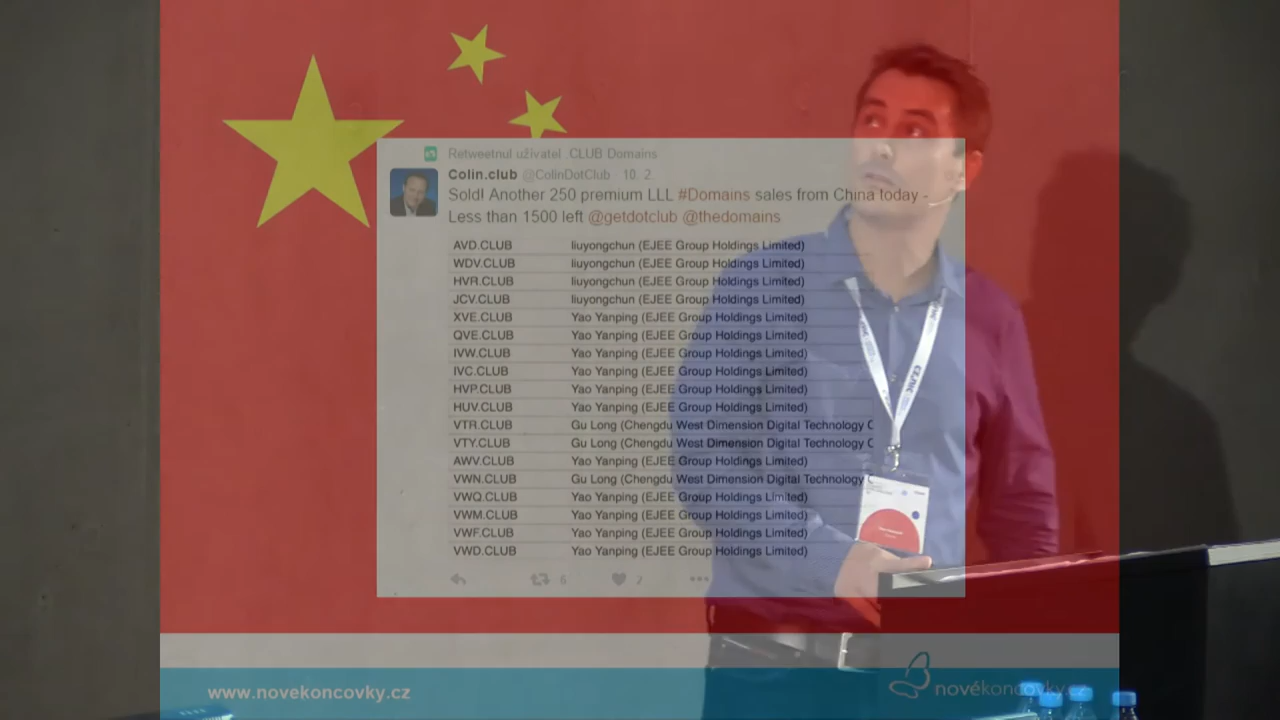 Retweetnul uživatel .CLUB Domains
Colin.club @ColinDotClub · 10. 2.
Sold! Another 250 premium LLL #Domains sales from China today -
Less than 1500 left @getdotclub @thedomains
AVD.CLUB liuyongchun (EJEE Group Holdings Limited)
WDV.CLUB liuyongchun (EJEE Group Holdings Limited)
HVR.CLUB liuyongchun (EJEE Group Holdings Limited)
JCV.CLUB liuyongchun (EJEE Group Holdings Limited)
XVE.CLUB Yao Yanping (EJEE Group Holdings Limited)
QVE.CLUB Yao Yanping (EJEE Group Holdings Limited)
IVW.CLUB Yao Yanping (EJEE Group Holdings Limited)
IVC.CLUB Yao Yanping (EJEE Group Holdings Limited)
HVP.CLUB Yao Yanping (EJEE Group Holdings Limited)
HUV.CLUB Yao Yanping (EJEE Group Holdings Limited)
VTR.CLUB Gu Long (Chengdu West Dimension Digital Technology C
VTY.CLUB Gu Long (Chengdu West Dimension Digital Technology C
AWV.CLUB Yao Yanping (EJEE Group Holdings Limited)
VWN.CLUB Gu Long (Chengdu West Dimension Digital Technology C
VWQ.CLUB Yao Yanping (EJEE Group Holdings Limited)
VWM.CLUB Yao Yanping (EJEE Group Holdings Limited)
VWF.CLUB Yao Yanping (EJEE Group Holdings Limited)
VWD.CLUB Yao Yanping (EJEE Group Holdings Limited)
6 2
CZ.NIC
www.novekoncovky.cz
novékoncovky.cz